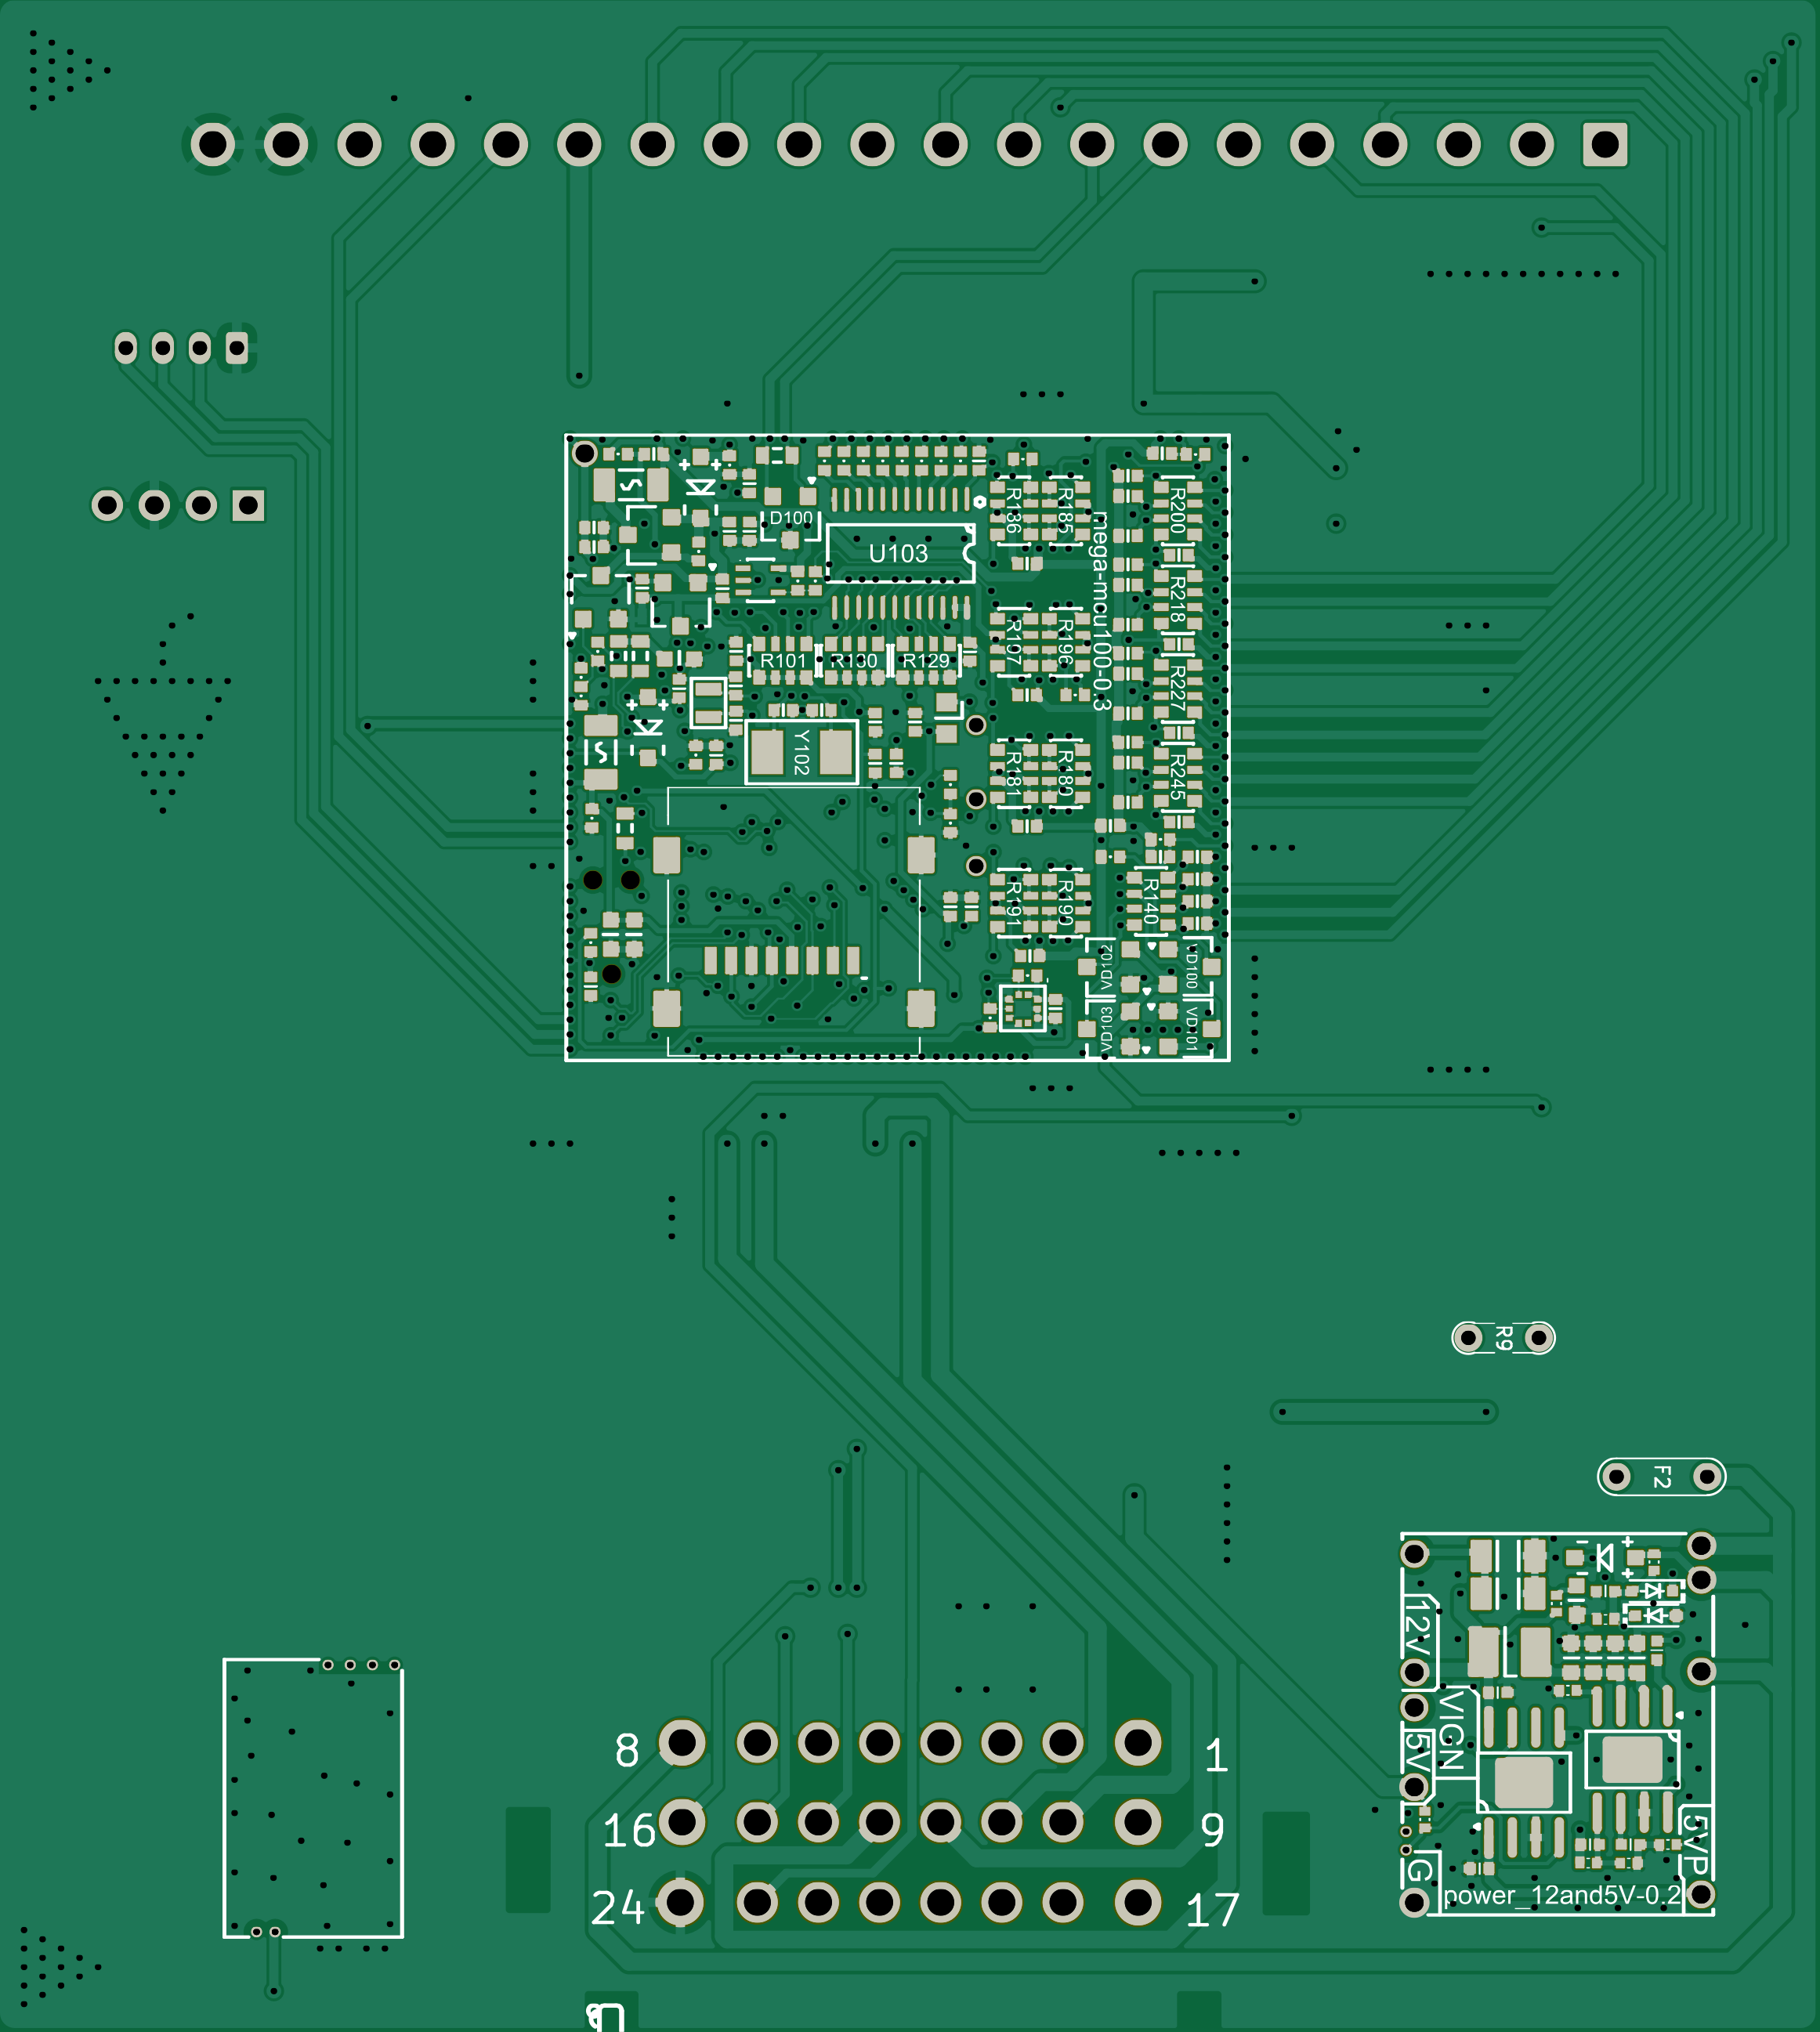 D100
U103
R136
R185
R200
mega-mcu100-0.3
R218
R101
R130
R129
R197
R196
R227
Y102
R181
R180
R245
R191
R190
R140
VD102
VD100
VD103
VD101
R9
F2
12V
VIGN
5V
5VP
G
power_12and5V-0.2
8
1
16
9
24
17